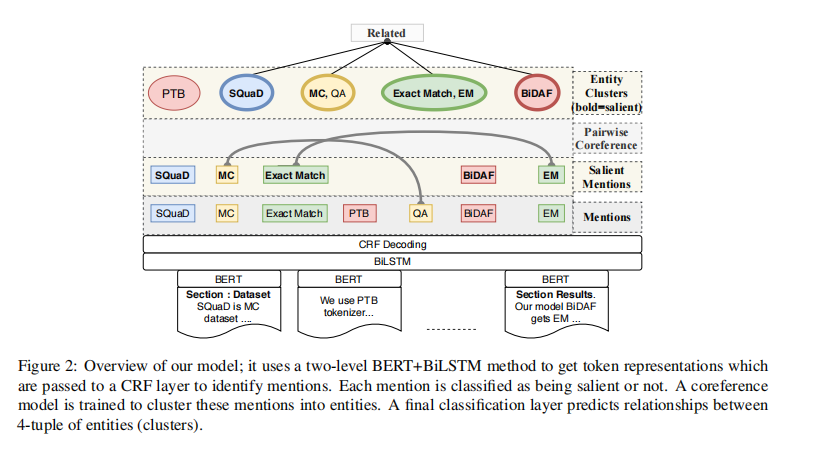 Related
PTB
SQuaD
MC, QA
Exact Match, EM
BiDAF
Entity
Clusters
(bold=salient)
Pairwise
Coreference
SQuaD
MC
Exact Match
BiDAF
EM
Salient
Mentions
SQuaD
MC
Exact Match
PTB
QA
BiDAF
EM
Mentions
CRF Decoding
BiLSTM
BERT
BERT
BERT
Section : Dataset
SQuaD is MC
dataset ....
We use PTB
tokenizer...
Section Results.
Our model BiDAF
gets EM ...
Figure 2: Overview of our model; it uses a two-level BERT+BiLSTM method to get token representations which
are passed to a CRF layer to identify mentions. Each mention is classified as being salient or not. A coreference
model is trained to cluster these mentions into entities. A final classification layer predicts relationships between
4-tuple of entities (clusters).